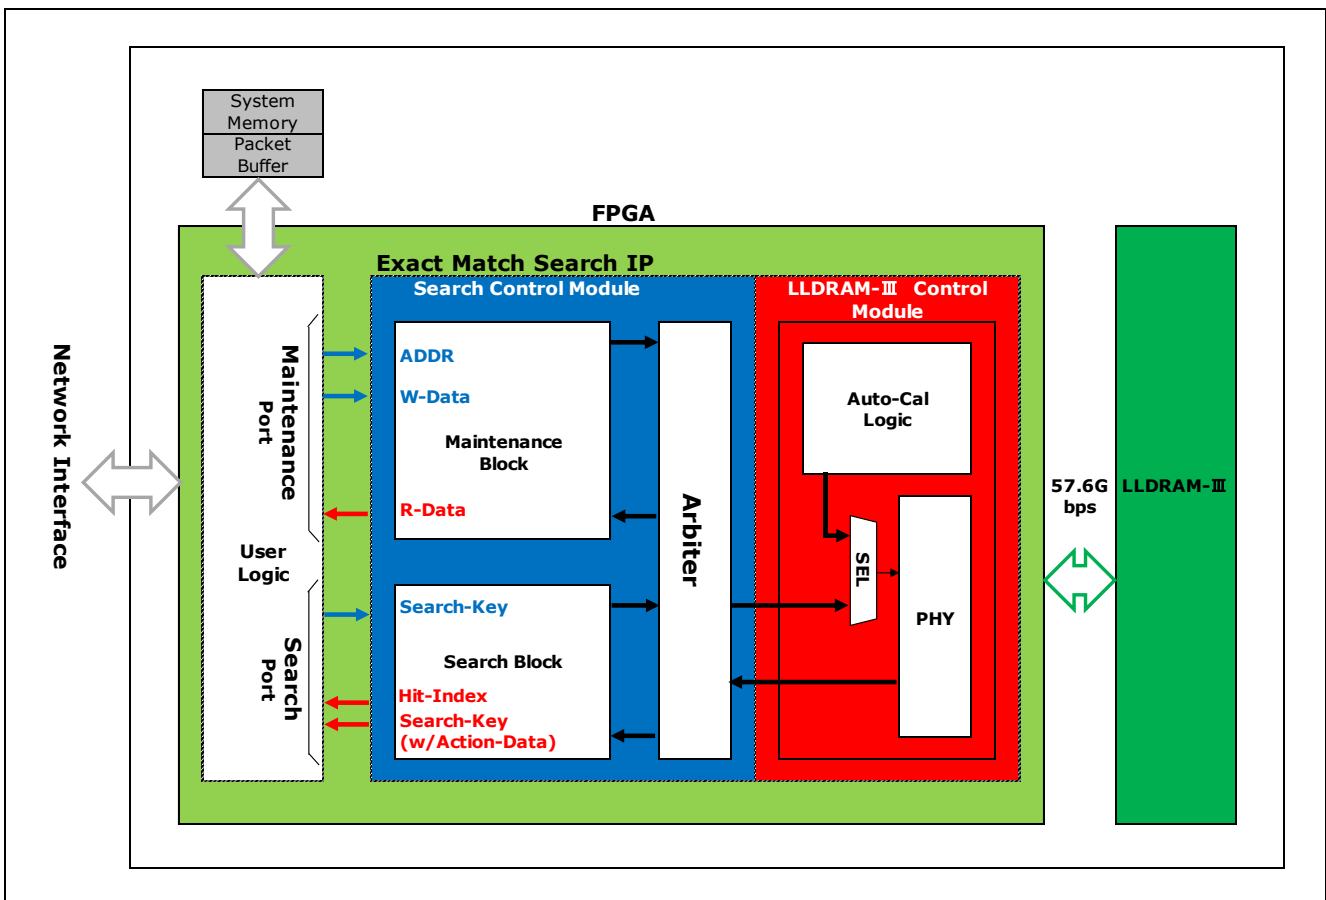 System
Memory
Packet
Buffer
FPGA
Exact Match Search IP
Search Control Module
LLDRAM-Ⅲ Control
Module
Network Interface
Maintenance
Port
User
Logic
Search
Port
ADDR
W-Data
Maintenance
Block
R-Data
Search-Key
Search Block
Hit-Index
Search-Key
(w/Action-Data)
Arbiter
Auto-Cal
Logic
SEL
PHY
57.6G
bps
LLDRAM-Ⅲ